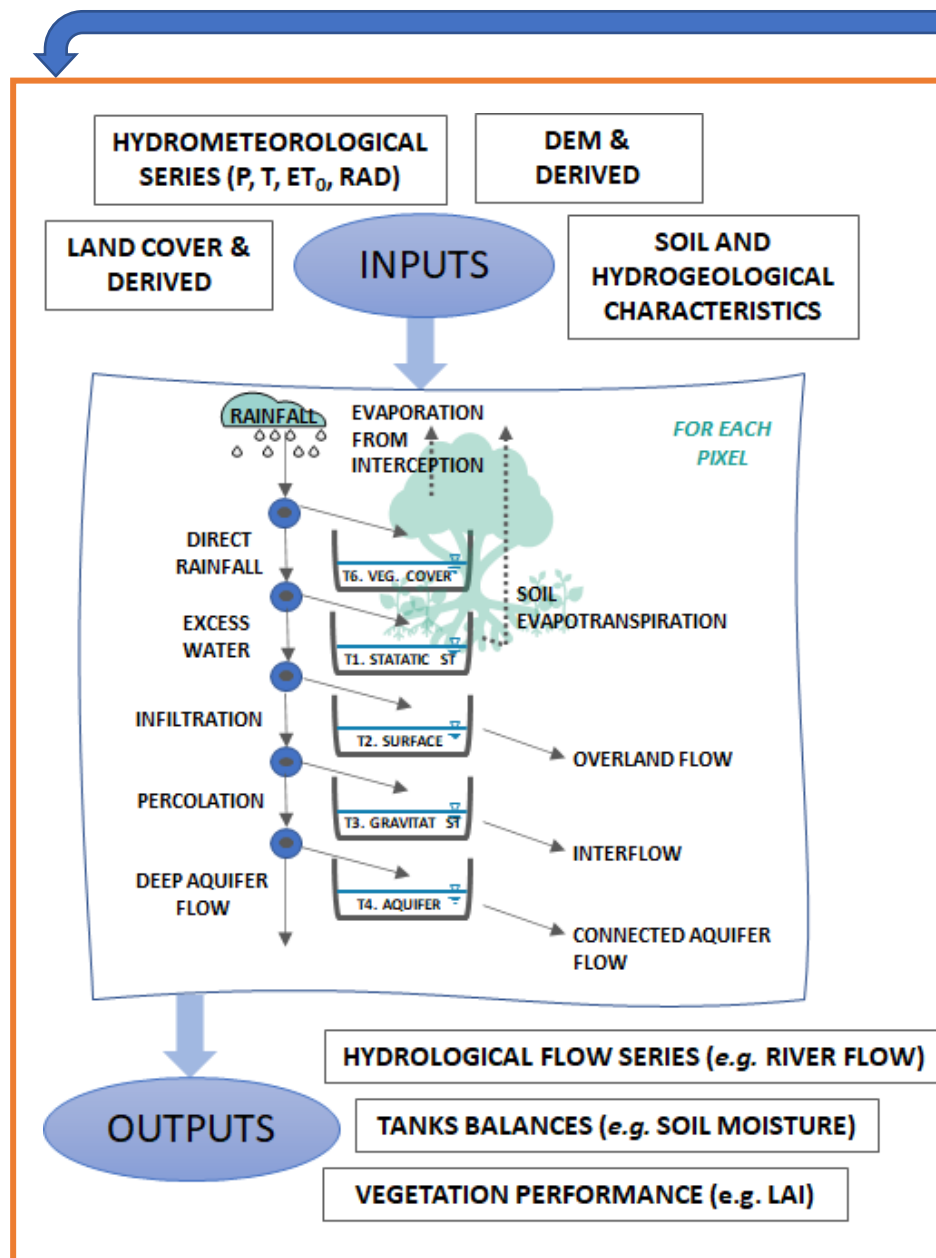 HYDROMETEOROLOGICAL
SERIES (P, T, ET₀, RAD)
DEM &
DERIVED
LAND COVER &
DERIVED
INPUTS
SOIL AND
HYDROGEOLOGICAL
CHARACTERISTICS
RAINFALL
EVAPORATION
FROM
INTERCEPTION
FOR EACH
PIXEL
DIRECT
RAINFALL
T6. VEG. COVER
SOIL
EVAPOTRANSPIRATION
EXCESS
WATER
T1. STATATIC ST
INFILTRATION
T2. SURFACE
OVERLAND FLOW
PERCOLATION
T3. GRAVITAT ST
INTERFLOW
DEEP AQUIFER
FLOW
T4. AQUIFER
CONNECTED AQUIFER
FLOW
HYDROLOGICAL FLOW SERIES (e.g. RIVER FLOW)
OUTPUTS
TANKS BALANCES (e.g. SOIL MOISTURE)
VEGETATION PERFORMANCE (e.g. LAI)